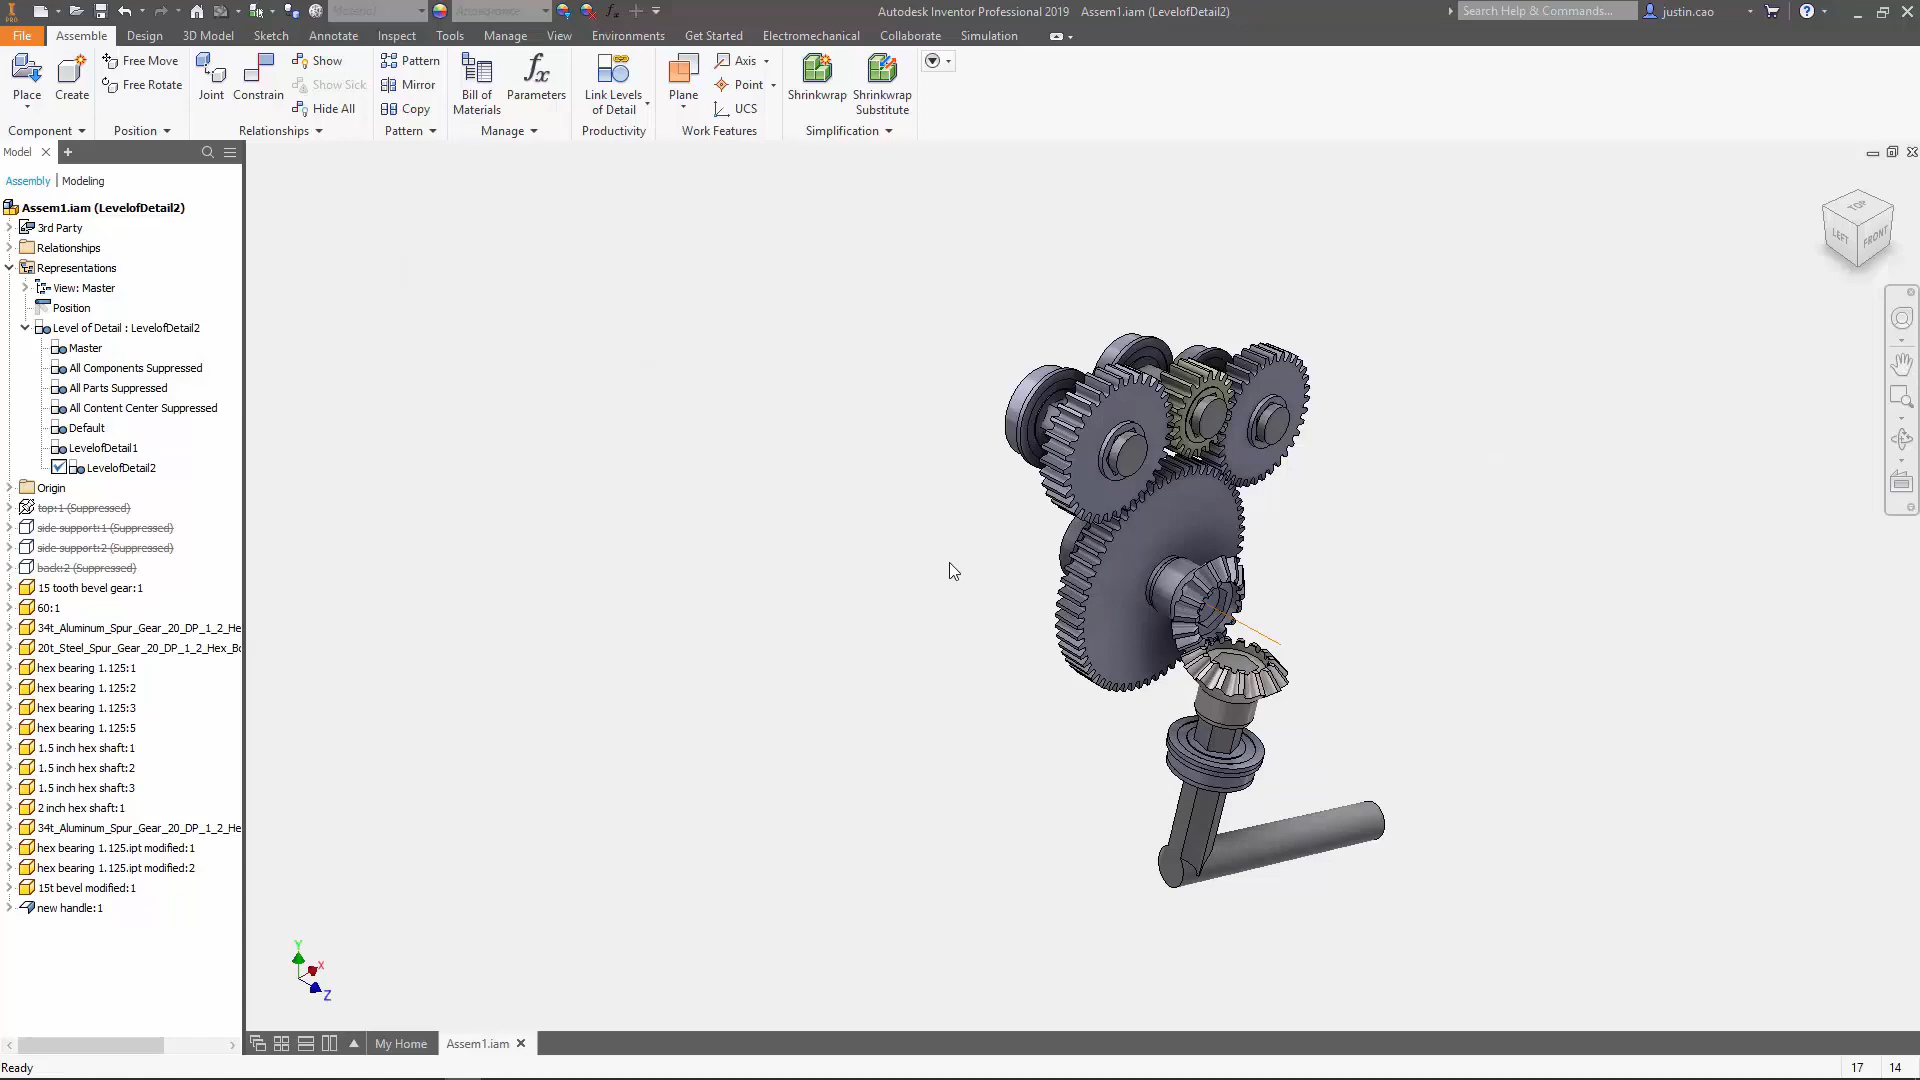 Material
Appearance
Autodesk Inventor Professional 2019 Assem1.iam (LevelofDetail2)
Search Help & Commands...
justin.cao
PRO
File
Assemble
Design
3D Model
Sketch
Annotate
Inspect
Tools
Manage
View
Environments
Get Started
Electromechanical
Collaborate
Simulation
Place
Create
Free Move
Free Rotate
Joint
Constrain
Show
Show Sick
Hide All
Pattern
Mirror
Copy
Bill of
Materials
fx
Parameters
Link Levels
of Detail
Plane
Axis
Point
UCS
Shrinkwrap
Shrinkwrap
Substitute
Component
Position
Relationships
Pattern
Manage
Productivity
Work Features
Simplification
Model
Assembly | Modeling
Assem1.iam (LevelofDetail2)
3rd Party
Relationships
Representations
View: Master
Position
Level of Detail : LevelofDetail2
Master
All Components Suppressed
All Parts Suppressed
All Content Center Suppressed
Default
LevelofDetail1
LevelofDetail2
Origin
top:1 (Suppressed)
side support:1 (Suppressed)
side support:2 (Suppressed)
back:2 (Suppressed)
15 tooth bevel gear:1
60:1
34t_Aluminum_Spur_Gear_20_DP_1_2_He
20t_Steel_Spur_Gear_20_DP_1_2_Hex_Bo
hex bearing 1.125:1
hex bearing 1.125:2
hex bearing 1.125:3
hex bearing 1.125:5
1.5 inch hex shaft:1
1.5 inch hex shaft:2
1.5 inch hex shaft:3
2 inch hex shaft:1
34t_Aluminum_Spur_Gear_20_DP_1_2_He
hex bearing 1.125.ipt modified:1
hex bearing 1.125.ipt modified:2
15t bevel modified:1
new handle:1
TOP
LEFT
FRONT
Y
X
Z
My Home
Assem1.iam
Ready
17
14